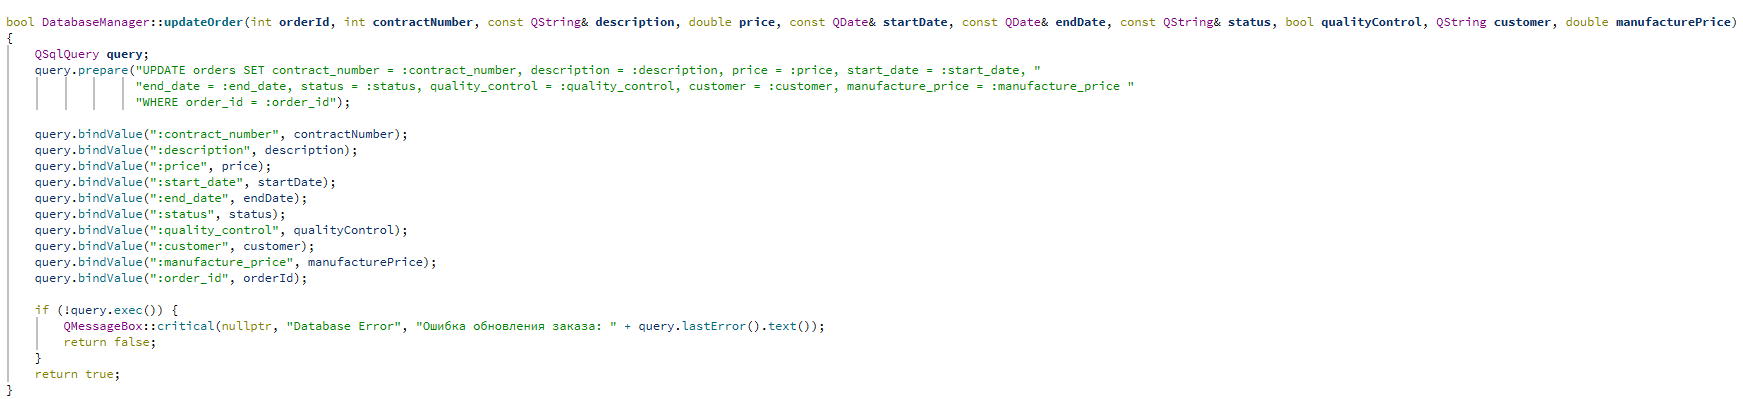 bool DatabaseManager::updateOrder(int orderId, int contractNumber, const QString& description, double price, const QDate& startDate, const QDate& endDate, const QString& status, bool qualityControl, QString customer, double manufacturePrice)
{
    QSqlQuery query;
    query.prepare("UPDATE orders SET contract_number = :contract_number, description = :description, price = :price, start_date = :start_date, "
                  "end_date = :end_date, status = :status, quality_control = :quality_control, customer = :customer, manufacture_price = :manufacture_price "
                  "WHERE order_id = :order_id");
    query.bindValue(":contract_number", contractNumber);
    query.bindValue(":description", description);
    query.bindValue(":price", price);
    query.bindValue(":start_date", startDate);
    query.bindValue(":end_date", endDate);
    query.bindValue(":status", status);
    query.bindValue(":quality_control", qualityControl);
    query.bindValue(":customer", customer);
    query.bindValue(":manufacture_price", manufacturePrice);
    query.bindValue(":order_id", orderId);
    if (!query.exec()) {
        QMessageBox::critical(nullptr, "Database Error", "Ошибка обновления заказа: " + query.lastError().text());
        return false;
    }
    return true;
}